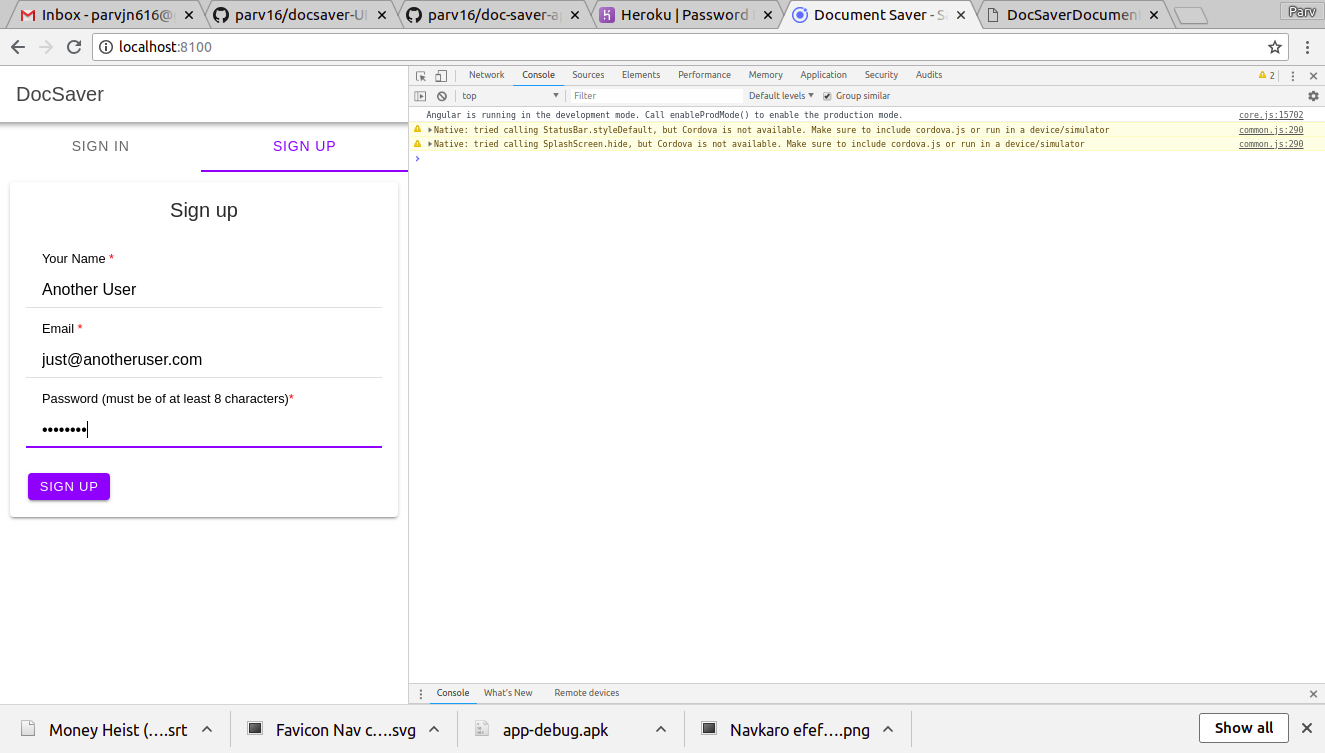 Inbox - parvjn616@
parv16/docsaver-U
parv16/doc-saver-a
Heroku | Password
Document Saver - S
DocSaverDocument
Parv
localhost:8100
DocSaver
SIGN IN
SIGN UP
Sign up
Your Name *
Another User
Email *
just@anotheruser.com
Password (must be of at least 8 characters)*
••••••••
SIGN UP
Network Console Sources Elements Performance Memory Application Security Audits
2
top
Filter
Default levels
Group similar
Angular is running in the development mode. Call enableProdMode() to enable the production mode. core.js:15702
Native: tried calling StatusBar.styleDefault, but Cordova is not available. Make sure to include cordova.js or run in a device/simulator common.js:290
Native: tried calling SplashScreen.hide, but Cordova is not available. Make sure to include cordova.js or run in a device/simulator common.js:290
Console What's New Remote devices
Money Heist (....srt
Favicon Nav c....svg
app-debug.apk
Navkaro efef....png
Show all